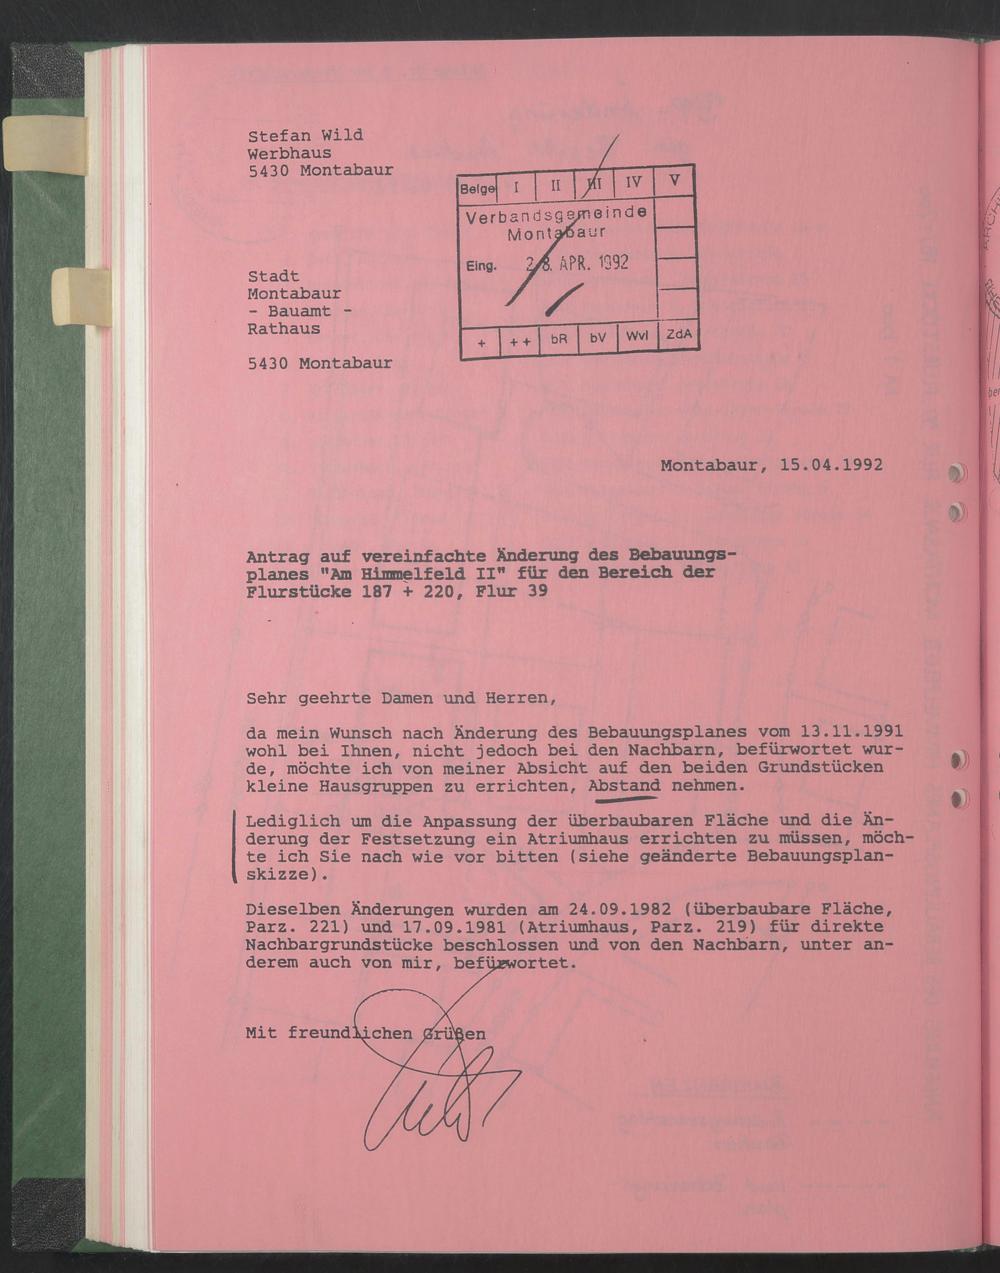 Stefan Wild
Werbhaus
5430 Montabaur
Belge I II III IV V
Verbandsgemeinde
Montabaur
Eing. 28. APR. 1992
+ ++ bR bV Wvl ZdA
Stadt
Montabaur
- Bauamt -
Rathaus
5430 Montabaur
Montabaur, 15.04.1992
Antrag auf vereinfachte Änderung des Bebauungs-
planes "Am Himmelfeld II" für den Bereich der
Flurstücke 187 + 220, Flur 39
Sehr geehrte Damen und Herren,
da mein Wunsch nach Änderung des Bebauungsplanes vom 13.11.1991
wohl bei Ihnen, nicht jedoch bei den Nachbarn, befürwortet wur-
de, möchte ich von meiner Absicht auf den beiden Grundstücken
kleine Hausgruppen zu errichten, Abstand nehmen.
Lediglich um die Anpassung der überbaubaren Fläche und die Än-
derung der Festsetzung ein Atriumhaus errichten zu müssen, möch-
te ich Sie nach wie vor bitten (siehe geänderte Bebauungsplan-
skizze).
Dieselben Änderungen wurden am 24.09.1982 (überbaubare Fläche,
Parz. 221) und 17.09.1981 (Atriumhaus, Parz. 219) für direkte
Nachbargrundstücke beschlossen und von den Nachbarn, unter an-
derem auch von mir, befürwortet.
Mit freundlichen Grüßen